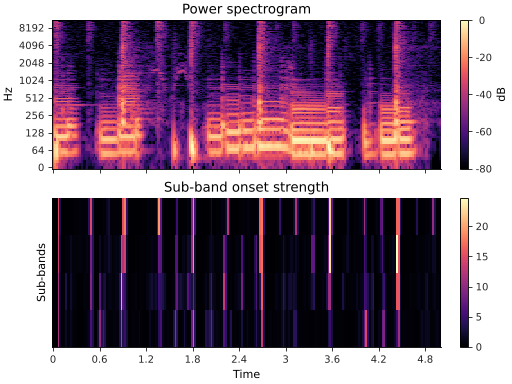 Power spectrogram
8192
4096
2048
1024
512
256
128
64
0
Hz
0
-20
-40
-60
-80
dB
Sub-band onset strength
Sub-bands
20
15
10
5
0
0 0.6 1.2 1.8 2.4 3 3.6 4.2 4.8
Time